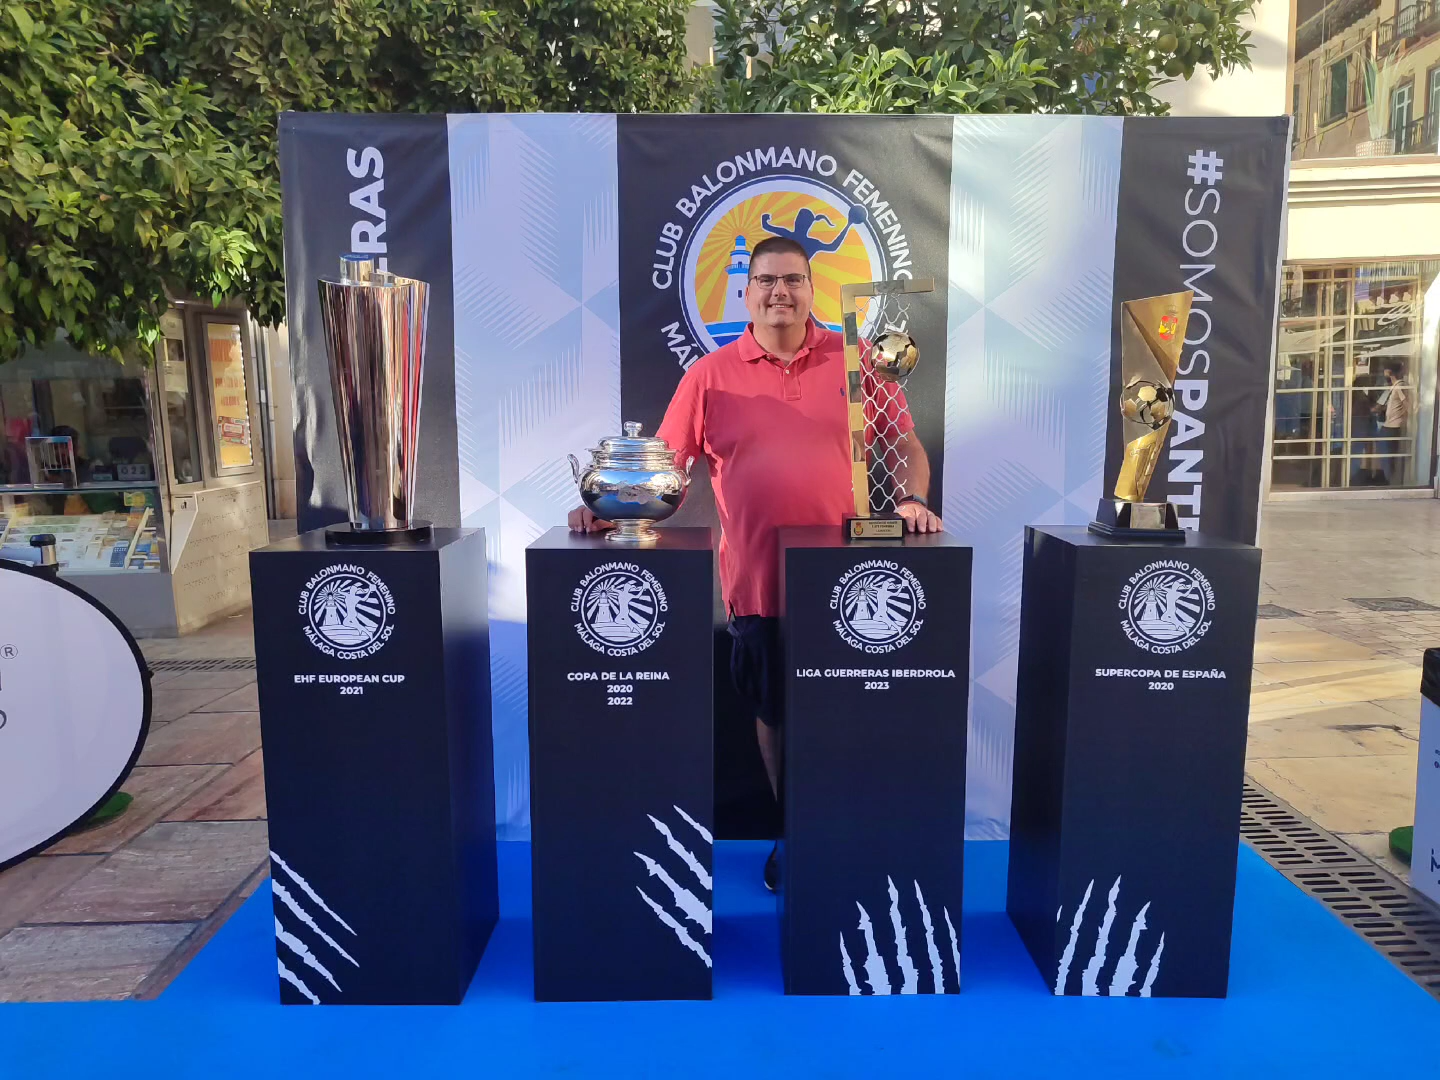 ERAS
CLUB BALONMANO FEMENINO
MÁL
#SOMOSPANTE
CLUB BALONMANO FEMENINO
MÁLAGA COSTA DEL SOL
EHF EUROPEAN CUP
2021
CLUB BALONMANO FEMENINO
MÁLAGA COSTA DEL SOL
COPA DE LA REINA
2020
2022
CLUB BALONMANO FEMENINO
MÁLAGA COSTA DEL SOL
LIGA GUERRERAS IBERDROLA
2023
CLUB BALONMANO FEMENINO
MÁLAGA COSTA DEL SOL
SUPERCOPA DE ESPAÑA
2020
®